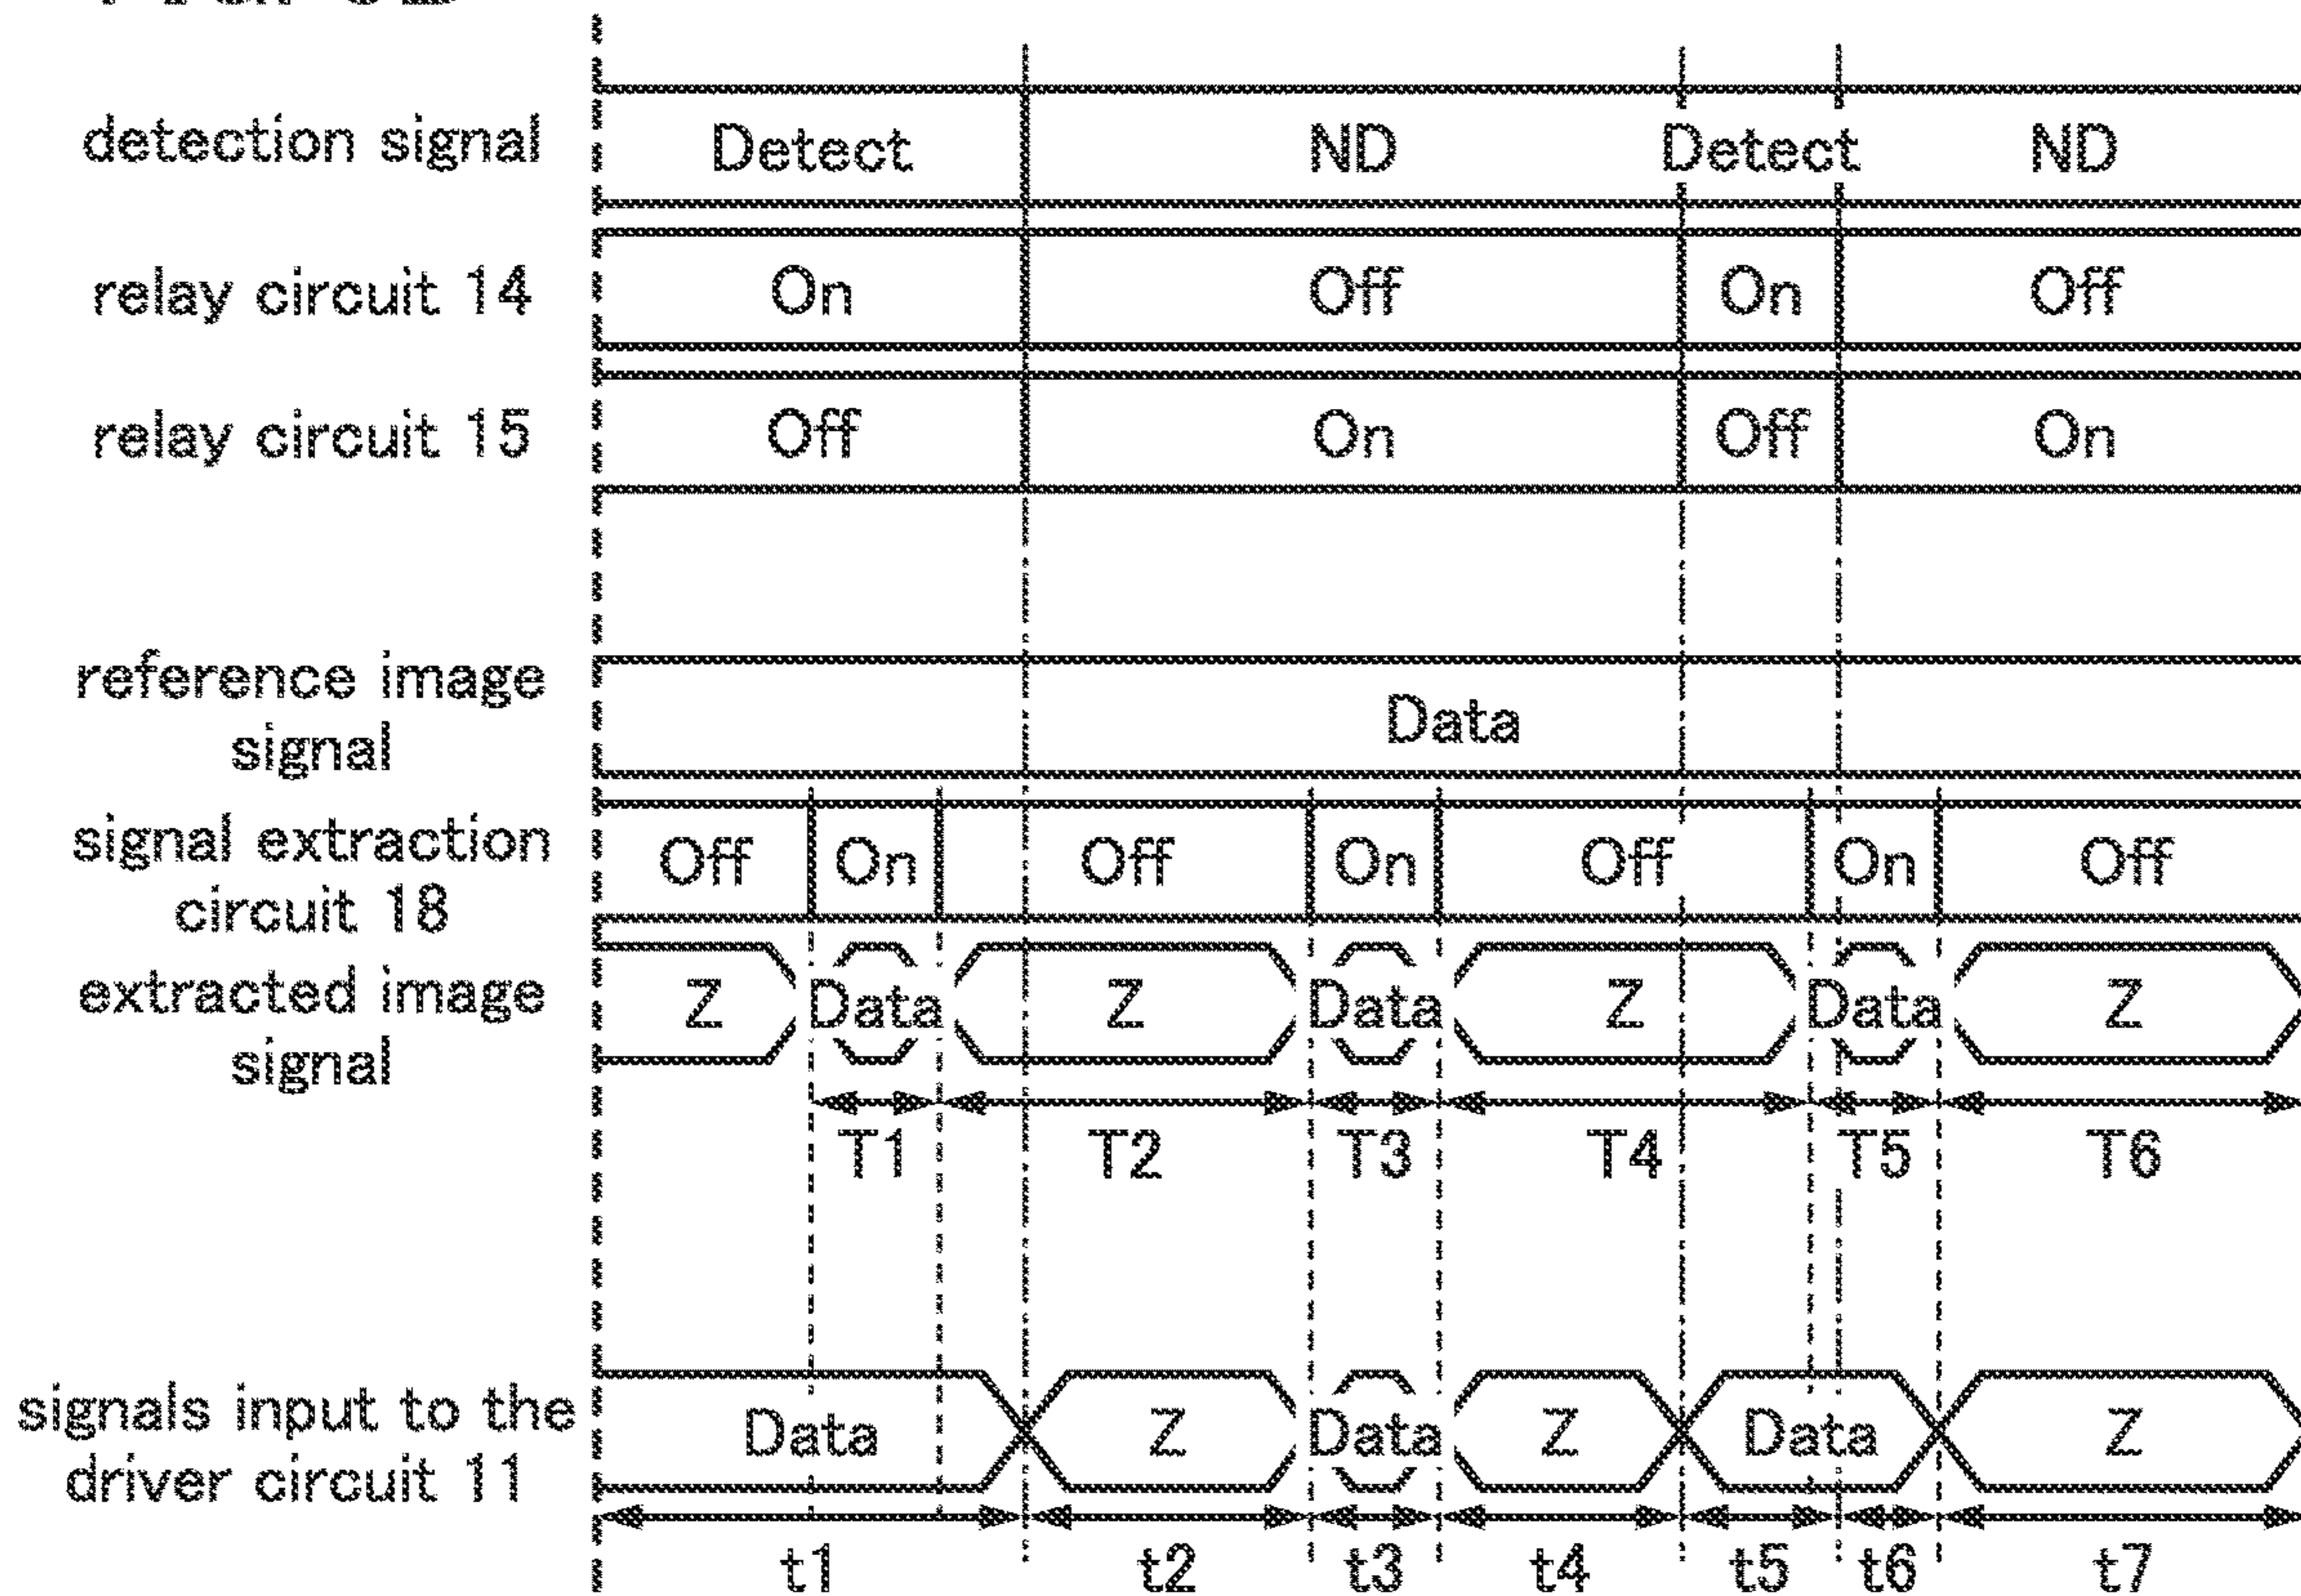 detection signal
Detect ND Detect ND
relay circuit 14
On Off On Off
relay circuit 15
Off On Off On
reference image
signal
Data
signal extraction
circuit 18
Off On Off On Off On Off
extracted image
signal
Z Data Z Data Z Data Z
T1 T2 T3 T4 T5 T6
signals input to the
driver circuit 11
Data Z Data Z Data Z
t1 t2 t3 t4 t5 t6 t7